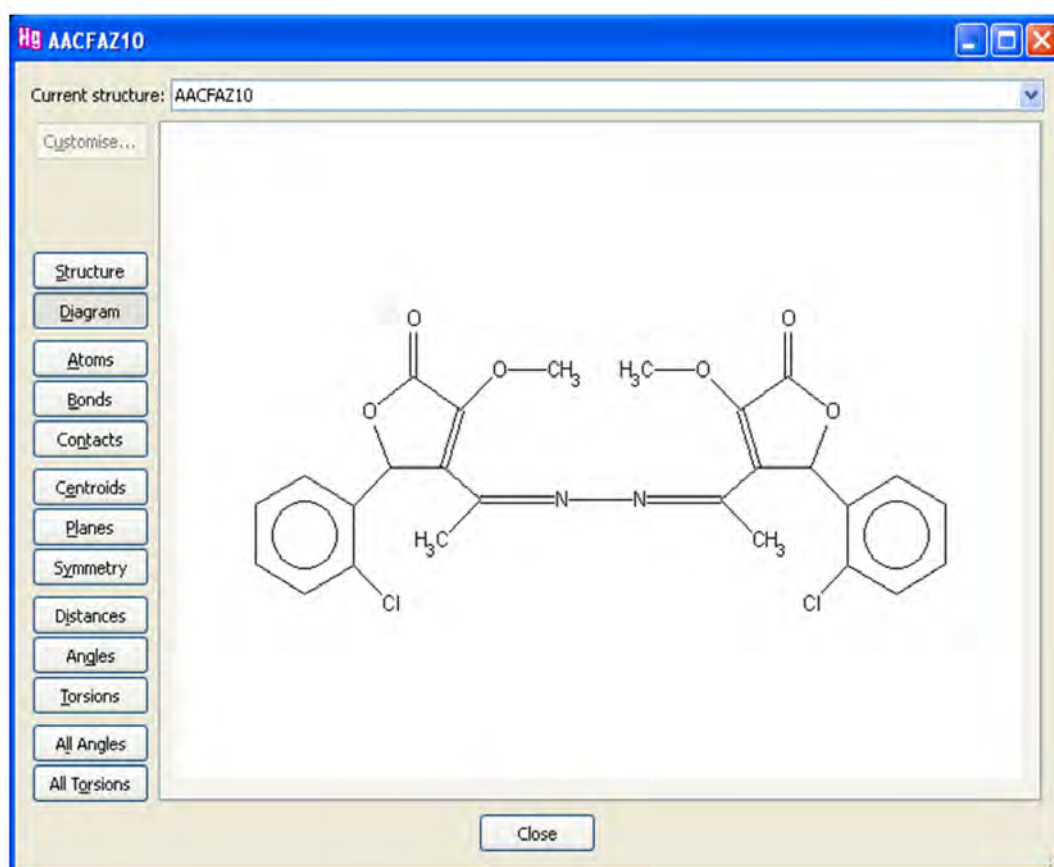 Hg AACFAZ10
Current structure: AACFAZ10
Customise...
Structure
Diagram
Atoms
Bonds
Contacts
Centroids
Planes
Symmetry
Distances
Angles
Torsions
All Angles
All Torsions
O O
O—CH3 H3C—O
O O
N N
H3C CH3
Cl Cl
Close